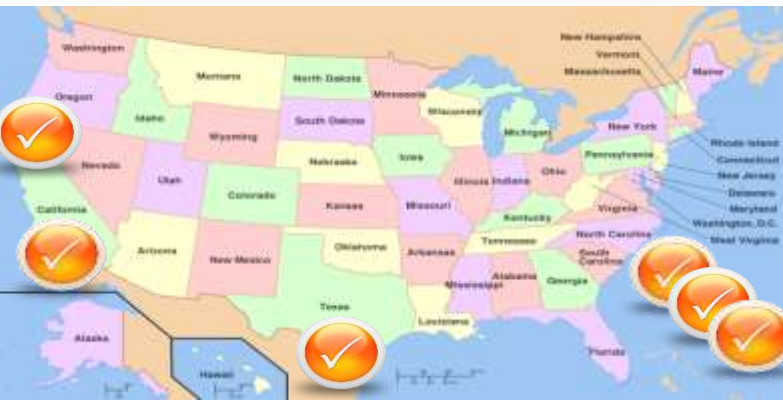 Washington
Montana
North Dakota
Minnesota
New Hampshire
Vermont
Massachusetts
Maine
Oregon
Idaho
Wyoming
South Dakota
Wisconsin
Michigan
New York
Rhode Island
Connecticut
New Jersey
Delaware
Maryland
Washington, D.C.
West Virginia
Nevada
Utah
Colorado
Nebraska
Iowa
Illinois
Indiana
Ohio
Pennsylvania
Virginia
California
Kansas
Missouri
Kentucky
North Carolina
Tennessee
South
Carolina
Arizona
New Mexico
Oklahoma
Arkansas
Mississippi
Alabama
Georgia
Texas
Louisiana
Florida
Alaska
Hawaii